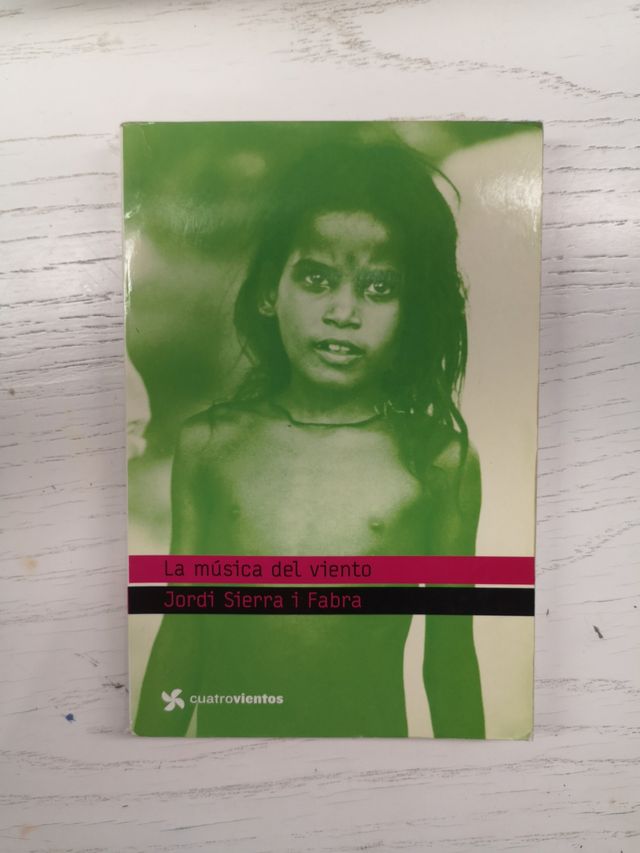 La música del viento
Jordi Sierra i Fabra
cuatrovientos